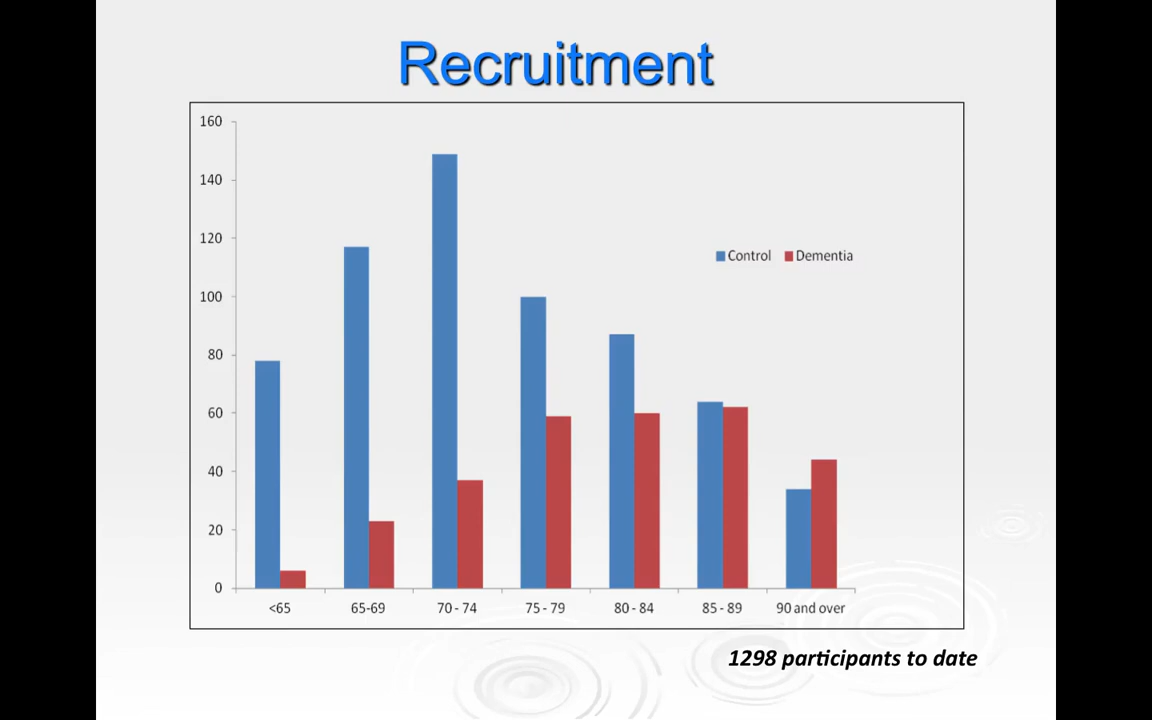 Recruitment
160
140
120
100
80
60
40
20
0
Control Dementia
<65 65-69 70 - 74 75 - 79 80 - 84 85 - 89 90 and over
1298 participants to date